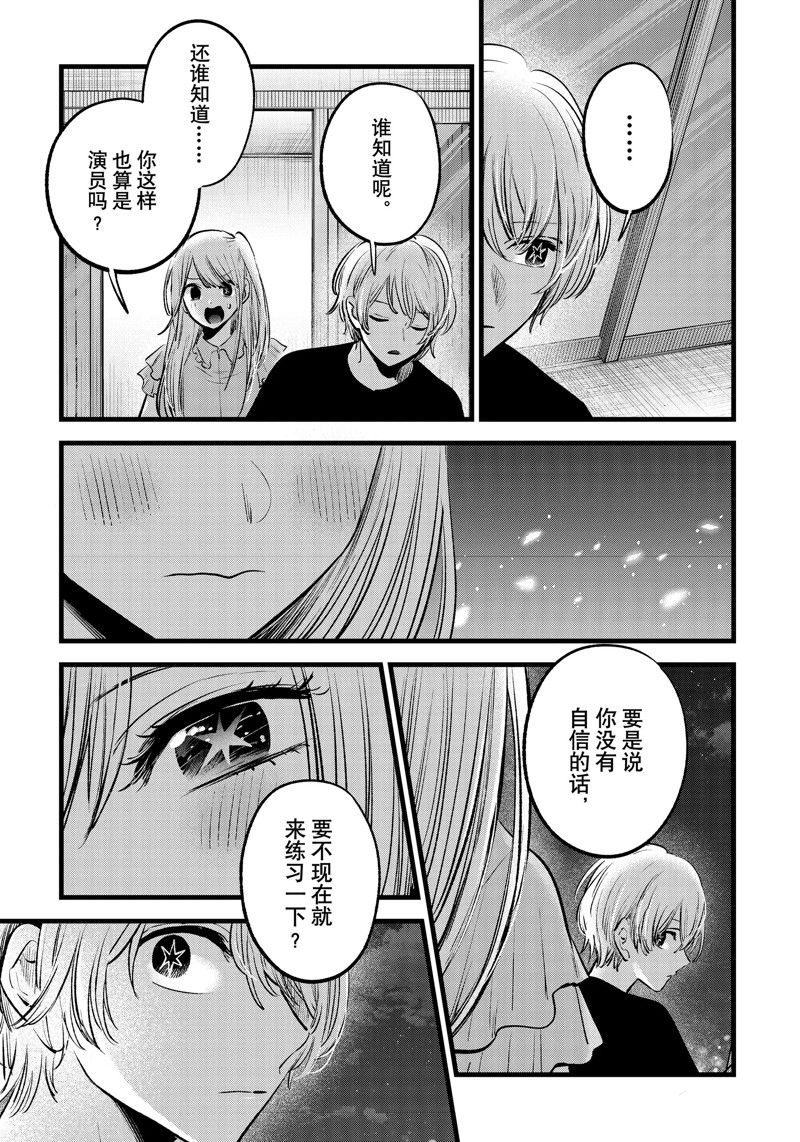 ……
谁知道呢。
还谁知道……
你这样
也算是
演员吗？
要是说
你没有
自信的话，
要不现在就
来练习一下？